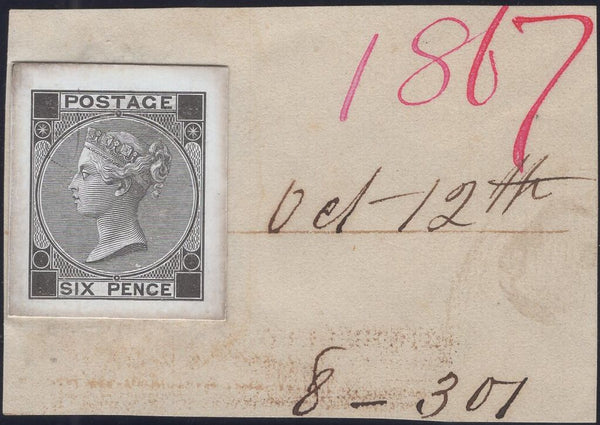 1867
POSTAGE
Oct - 12th
SIX PENCE
8 - 301